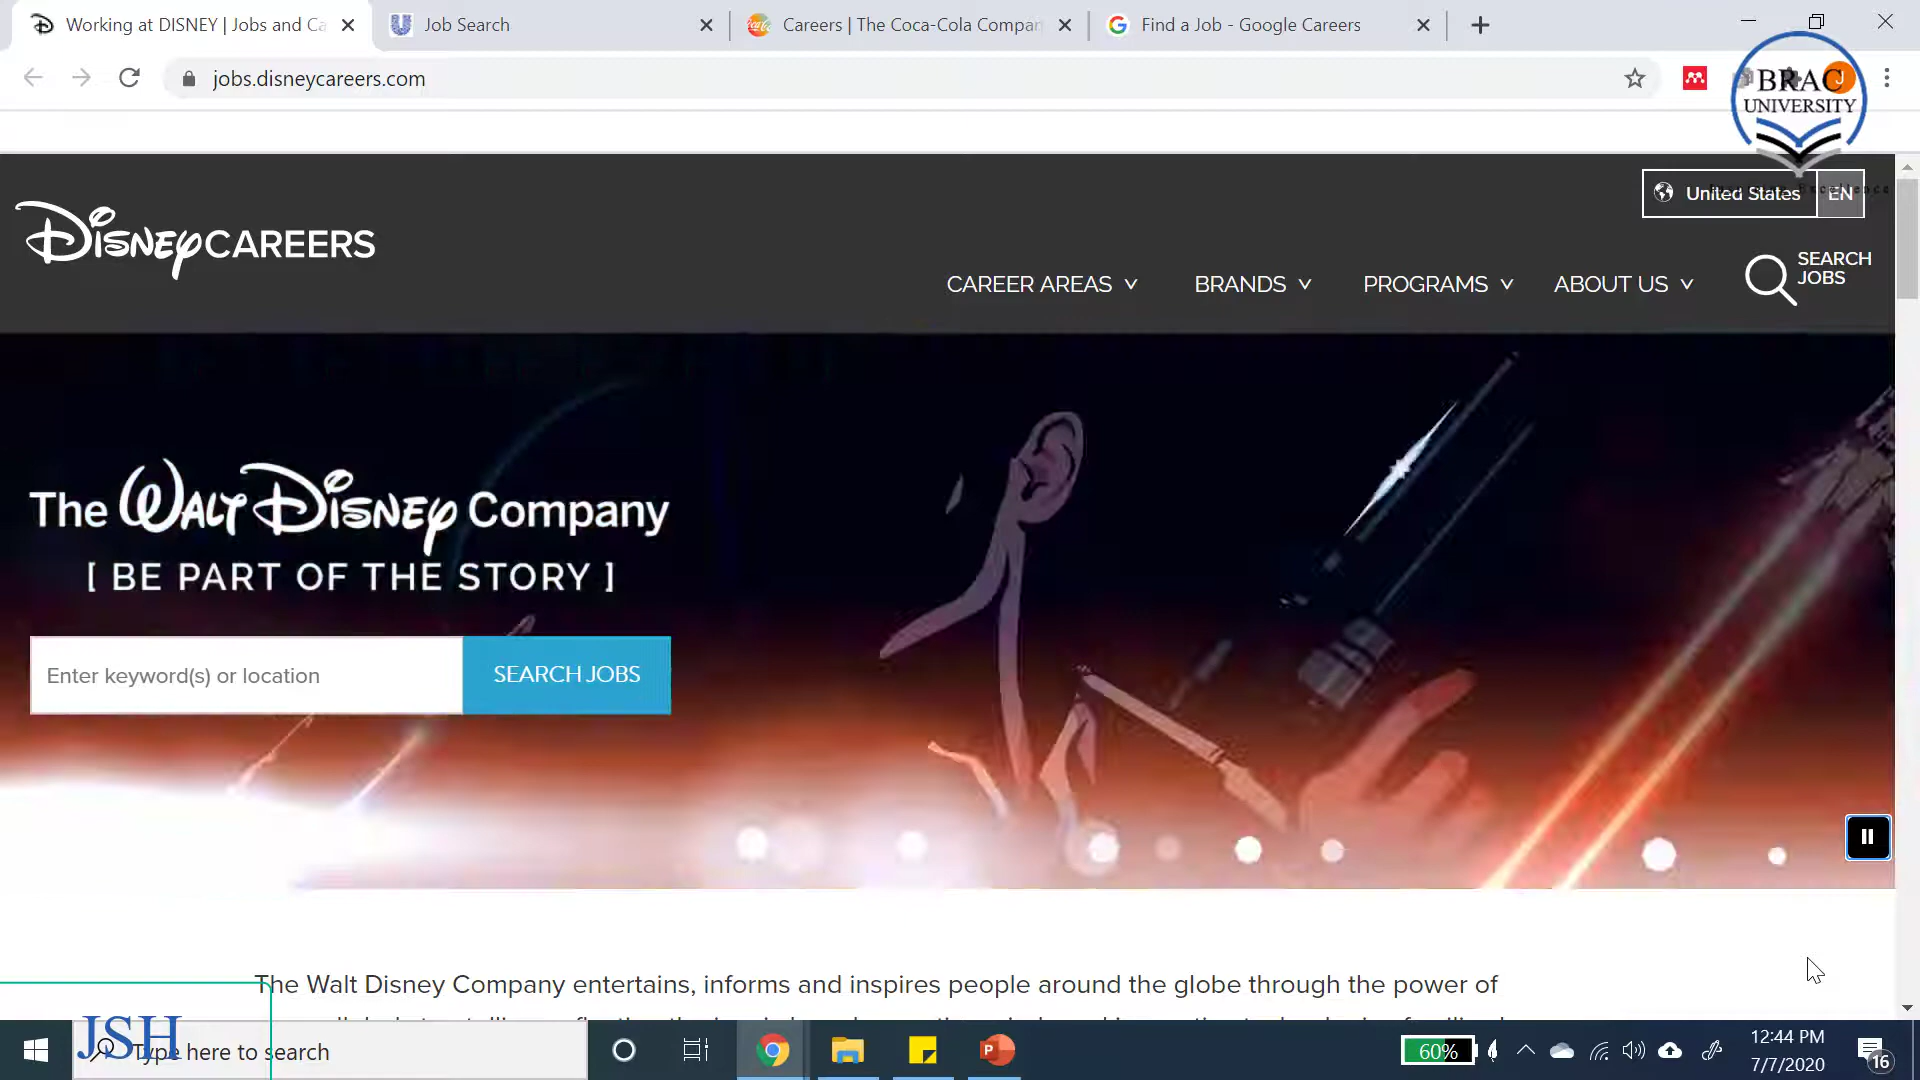 Working at DISNEY | Jobs and Ca
Job Search
Careers | The Coca-Cola Compan
Find a Job - Google Careers
jobs.disneycareers.com
BRAC
UNIVERSITY
J
United States
EN
Disney CAREERS
CAREER AREAS
BRANDS
PROGRAMS
ABOUT US
SEARCH
JOBS
The Walt Disney Company
[ BE PART OF THE STORY ]
Enter keyword(s) or location
SEARCH JOBS
The Walt Disney Company entertains, informs and inspires people around the globe through the power of
JSH
Type here to search
60%
12:44 PM
7/7/2020
16